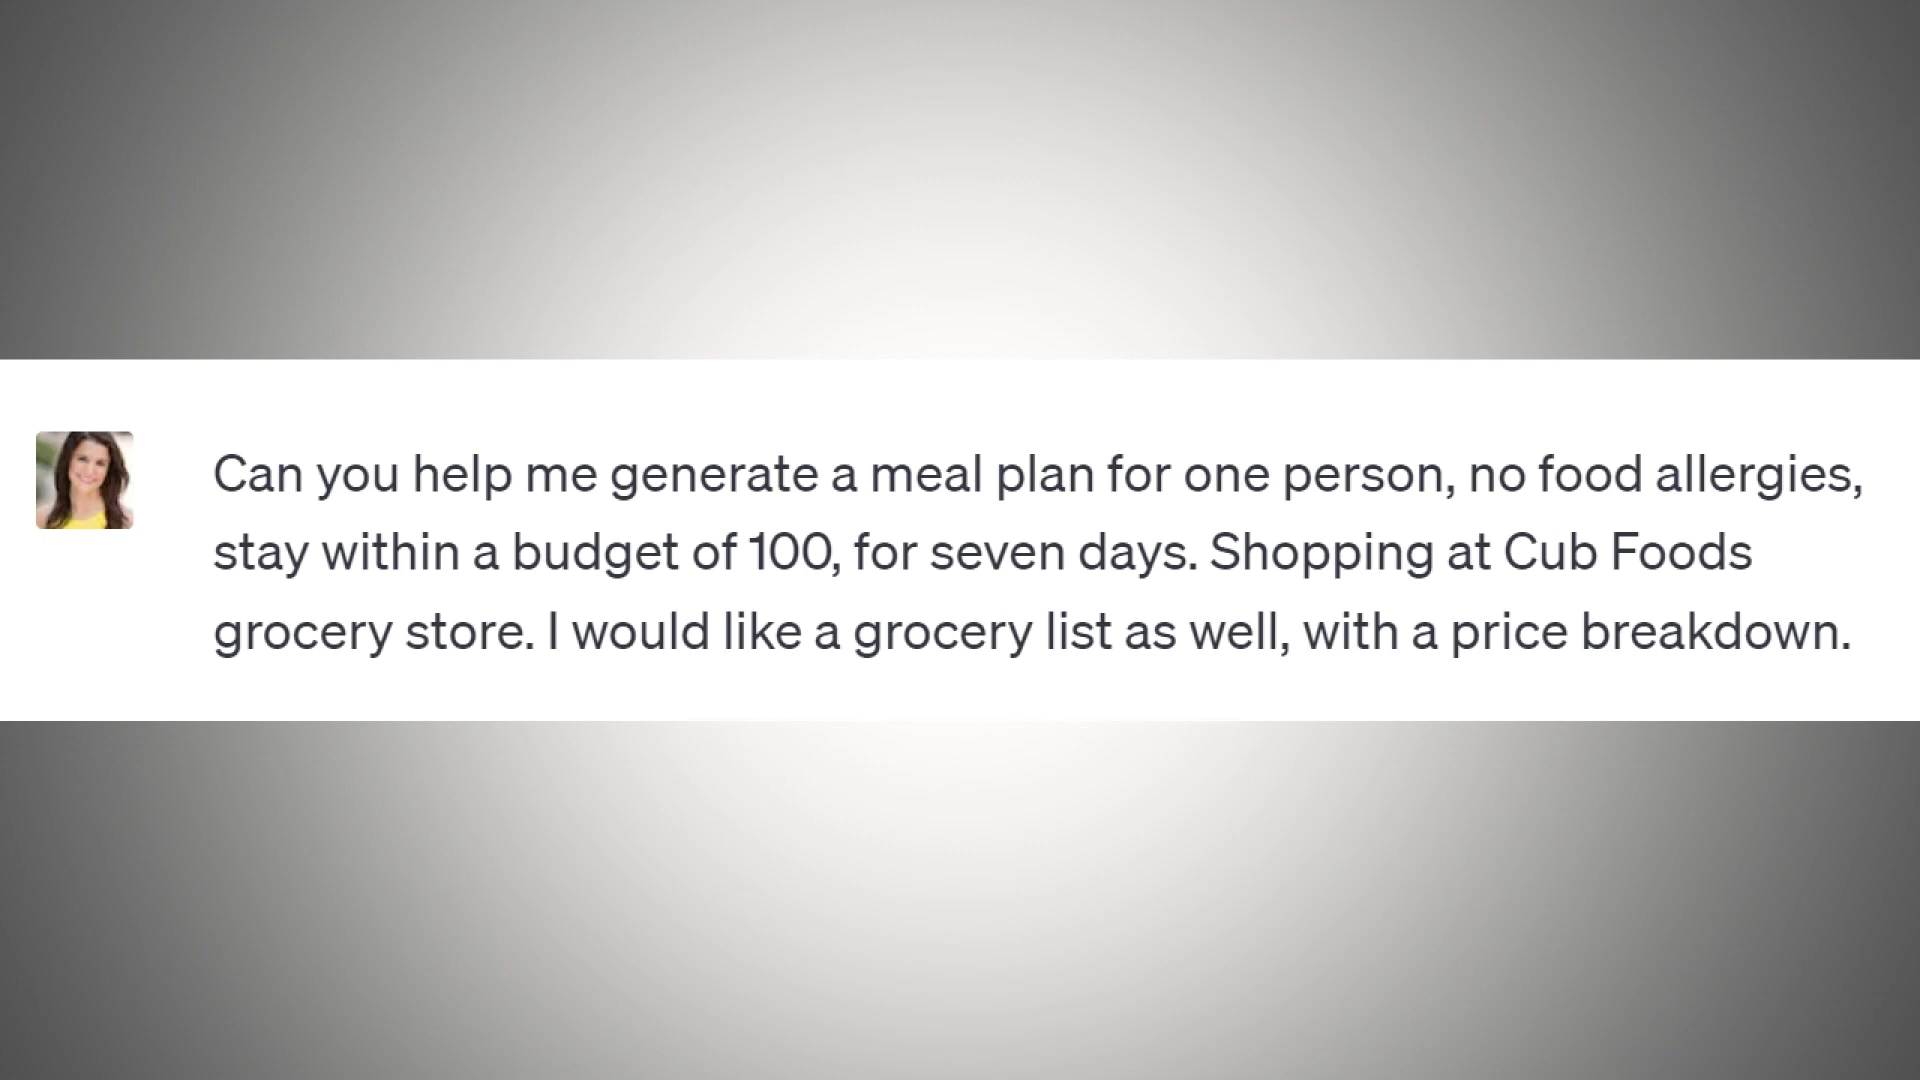 Can you help me generate a meal plan for one person, no food allergies,
stay within a budget of 100, for seven days. Shopping at Cub Foods
grocery store. I would like a grocery list as well, with a price breakdown.